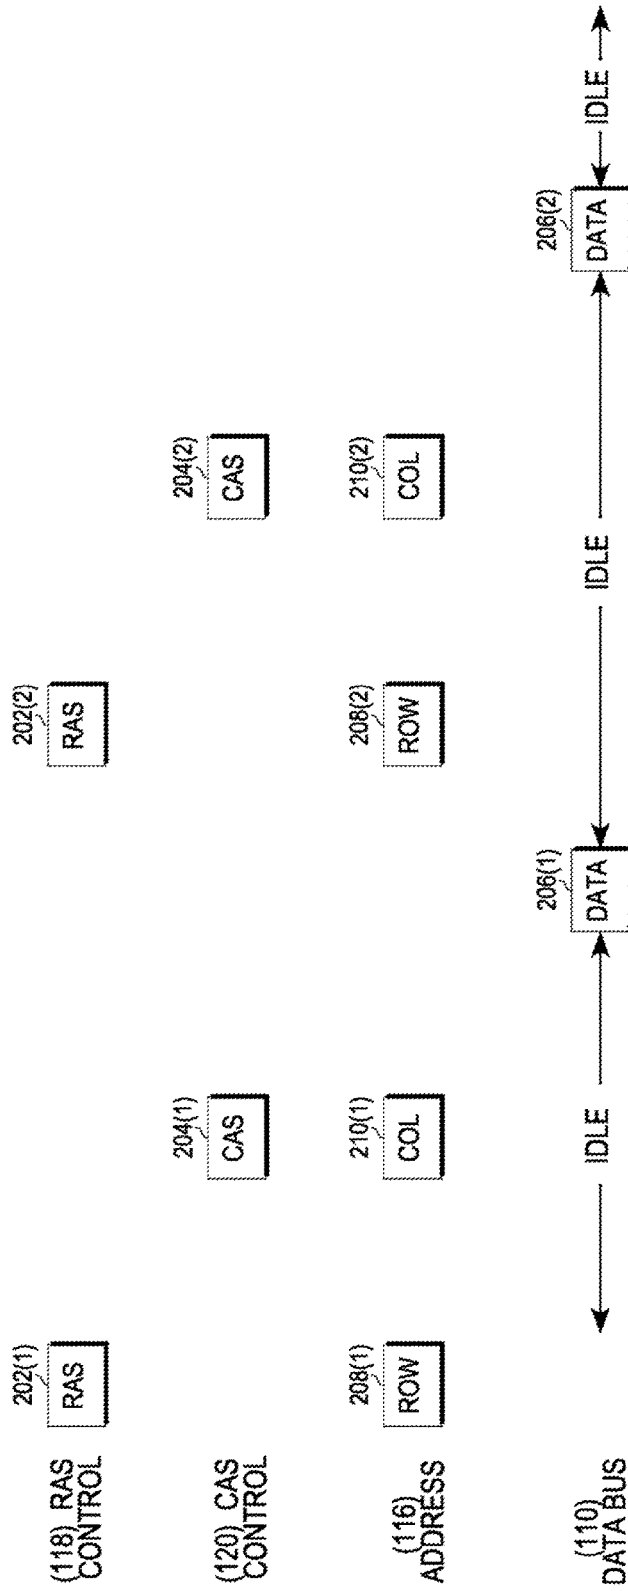 (118) RAS
CONTROL
202(1)
RAS
202(2)
RAS
(120) CAS
CONTROL
204(1)
CAS
204(2)
CAS
(116)
ADDRESS
208(1)
ROW
210(1)
COL
208(2)
ROW
210(2)
COL
(110)
DATA BUS
IDLE
206(1)
DATA
IDLE
206(2)
DATA
IDLE